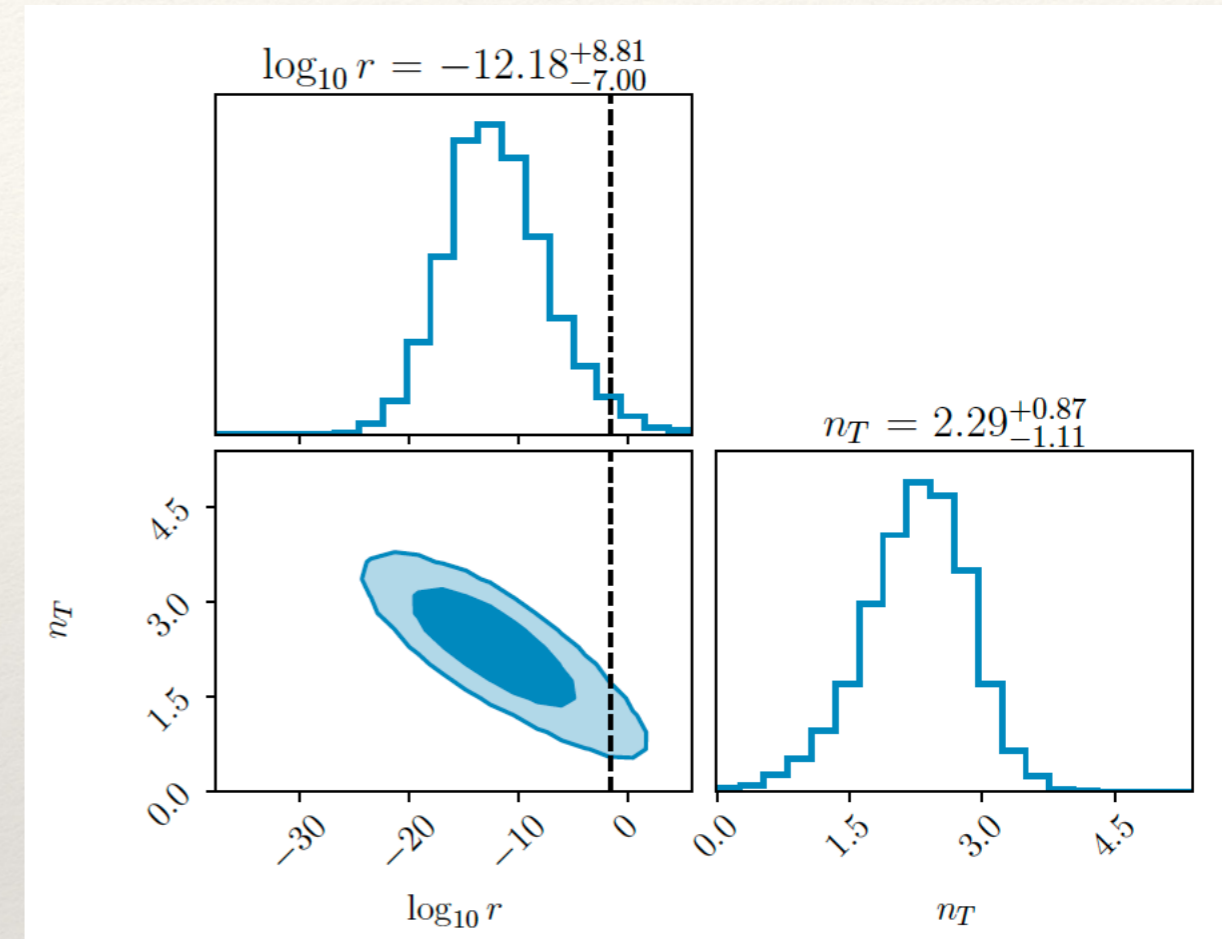 log₁₀ r = −12.18⁺⁸·⁸¹₋₇.₀₀
n_T = 2.29⁺⁰·⁸⁷₋₁.₁₁
4.5
3.0
1.5
0.0
n_T
−30 −20 −10 0
0.0 1.5 3.0 4.5
log₁₀ r
n_T